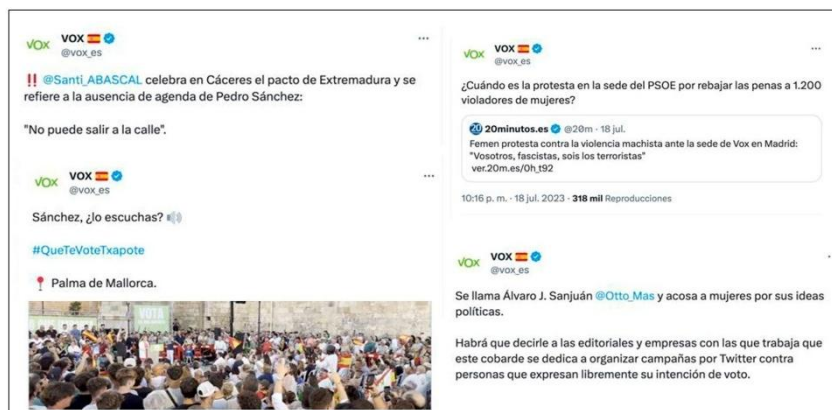 VOX
VOX
@vox_es
‼ @Santi_ABASCAL celebra en Cáceres el pacto de Extremadura y se
refiere a la ausencia de agenda de Pedro Sánchez:
"No puede salir a la calle".
VOX
VOX
@vox_es
Sánchez, ¿lo escuchas?
#QueTeVoteTxapote
Palma de Mallorca.
VOTA
VOX
VOX
@vox_es
¿Cuándo es la protesta en la sede del PSOE por rebajar las penas a 1.200
violadores de mujeres?
20 20minutos.es @20m · 18 jul.
Femen protesta contra la violencia machista ante la sede de Vox en Madrid:
"Vosotros, fascistas, sois los terroristas"
ver.20m.es/0h_t92
10:16 p. m. · 18 jul. 2023 · 318 mil Reproducciones
VOX
VOX
@vox_es
Se llama Álvaro J. Sanjuán @Otto_Mas y acosa a mujeres por sus ideas
políticas.
Habrá que decirle a las editoriales y empresas con las que trabaja que
este cobarde se dedica a organizar campañas por Twitter contra
personas que expresan libremente su intención de voto.